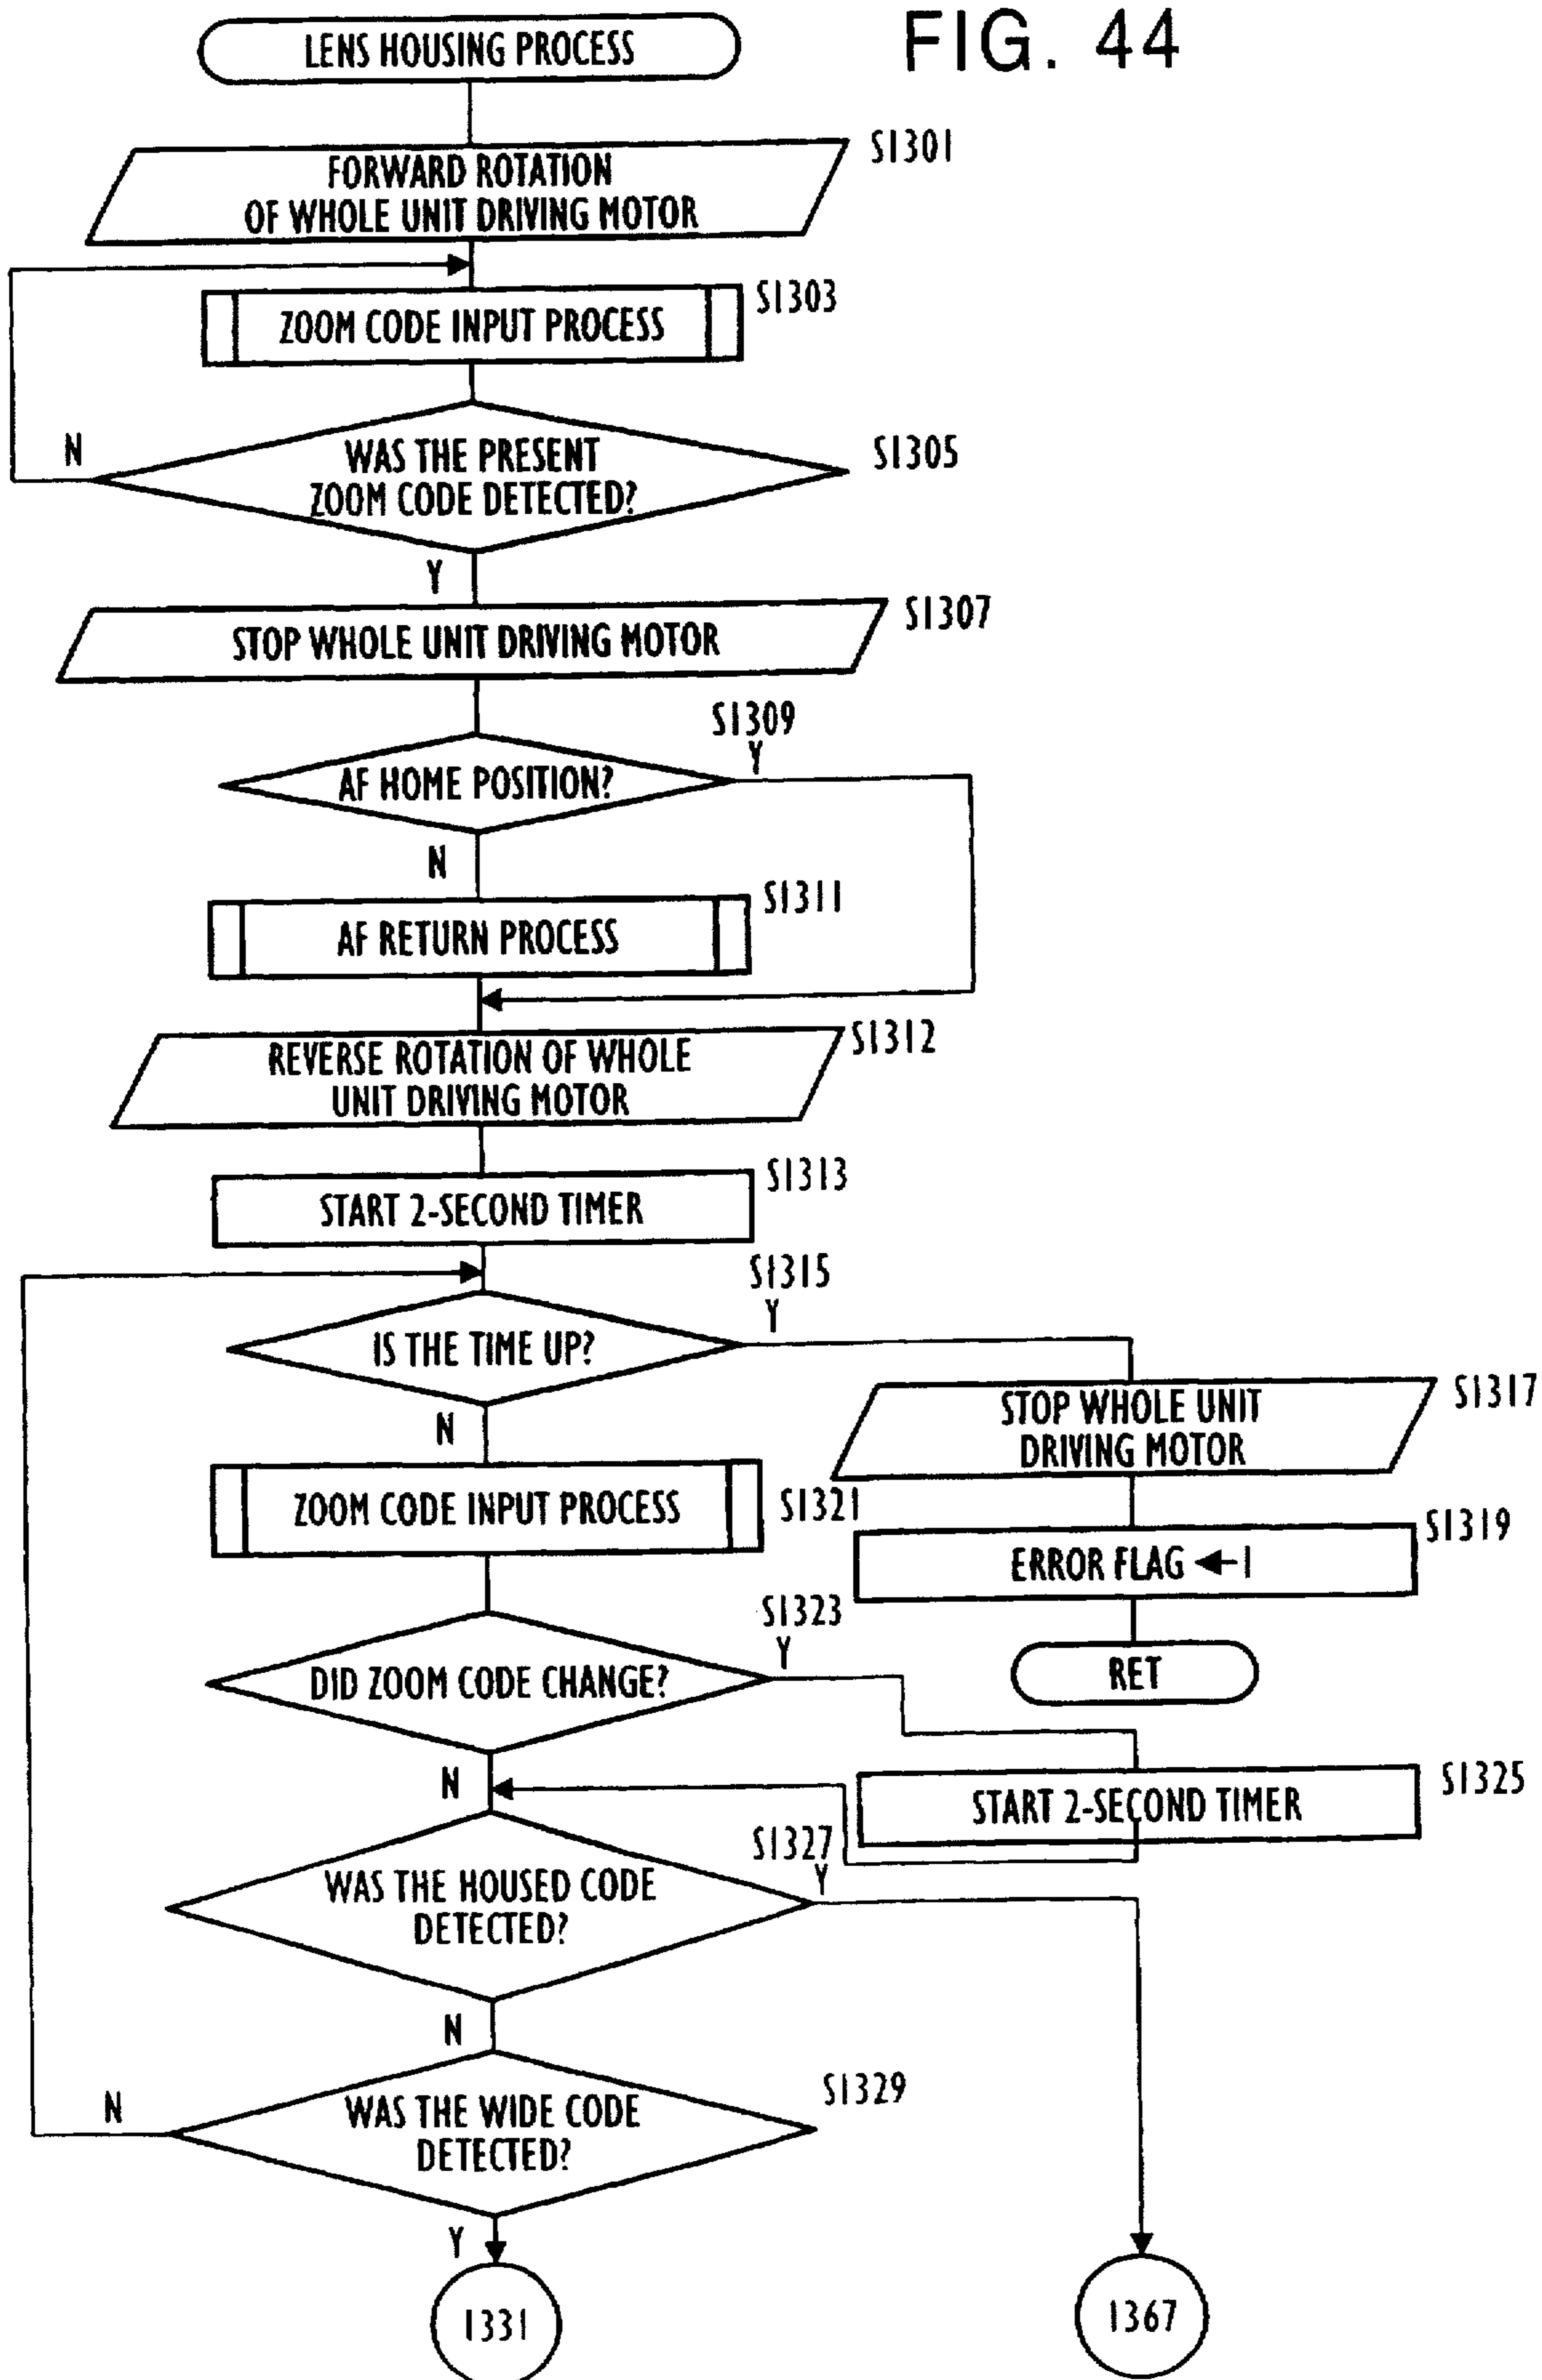 FIG. 44
LENS HOUSING PROCESS
S1301
FORWARD ROTATION
OF WHOLE UNIT DRIVING MOTOR
S1303
ZOOM CODE INPUT PROCESS
S1305
N
WAS THE PRESENT
ZOOM CODE DETECTED?
Y
S1307
STOP WHOLE UNIT DRIVING MOTOR
S1309
Y
AF HOME POSITION?
N
S1311
AF RETURN PROCESS
S1312
REVERSE ROTATION OF WHOLE
UNIT DRIVING MOTOR
S1313
START 2-SECOND TIMER
S1315
Y
IS THE TIME UP?
N
S1317
STOP WHOLE UNIT
DRIVING MOTOR
S1321
ZOOM CODE INPUT PROCESS
S1319
ERROR FLAG ←1
S1323
Y
RET
DID ZOOM CODE CHANGE?
N
S1325
START 2-SECOND TIMER
S1327
Y
WAS THE HOUSED CODE
DETECTED?
N
S1329
N
WAS THE WIDE CODE
DETECTED?
Y
1331
1367